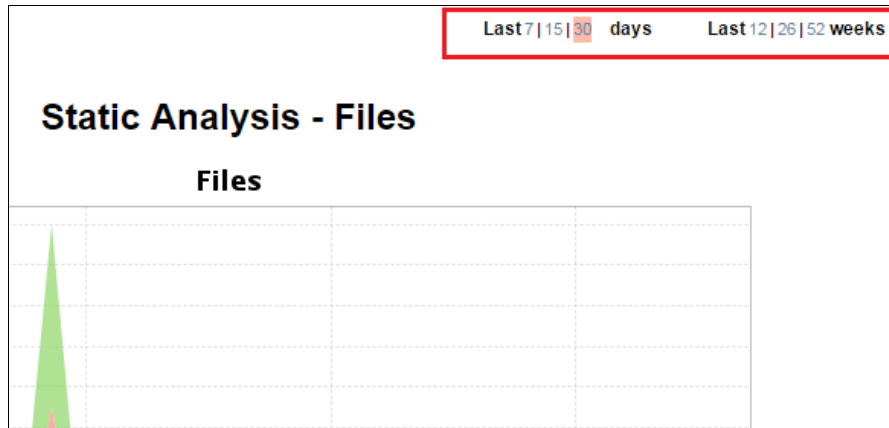 Last 7 | 15 | 30 days Last 12 | 26 | 52 weeks
Static Analysis - Files
Files